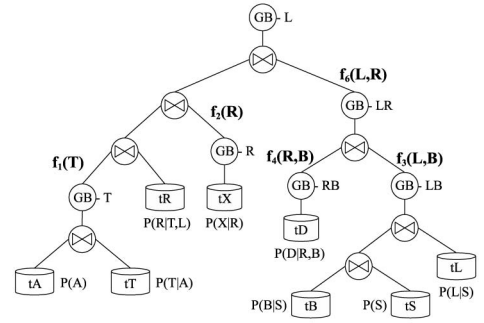 GB - L
f6(L,R)
GB - LR
f2(R)
f1(T)
GB - R
f4(R,B)
f3(L,B)
GB - T
tR
tX
GB - RB
GB - LB
P(R|T,L)
P(X|R)
tD
P(D|R,B)
tL
P(L|S)
tA
P(A)
tT
P(T|A)
P(B|S)
tB
P(S)
tS